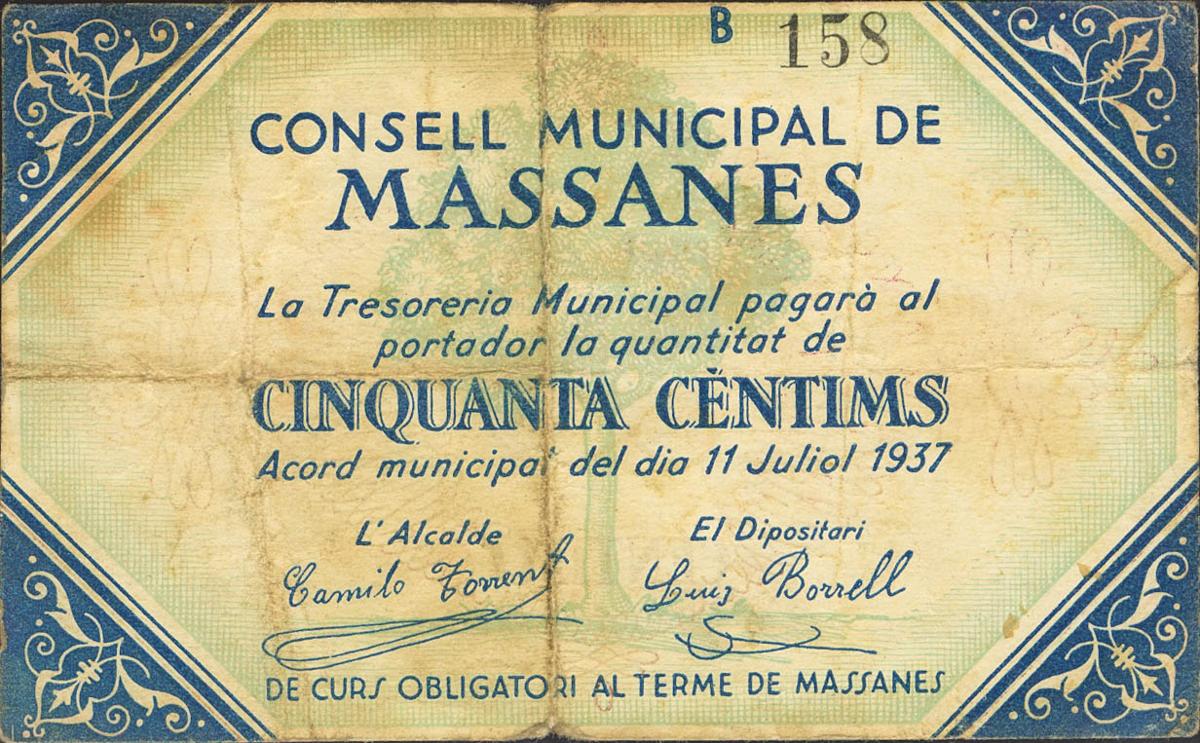 B 158
CONSELL MUNICIPAL DE
MASSANES
La Tresoreria Municipal pagarà al
portador la quantitat de
CINQUANTA CÈNTIMS
Acord municipal del dia 11 Juliol 1937
L'Alcalde El Dipositari
Camilo Torrent Luis Borrell
DE CURS OBLIGATORI AL TERME DE MASSANES